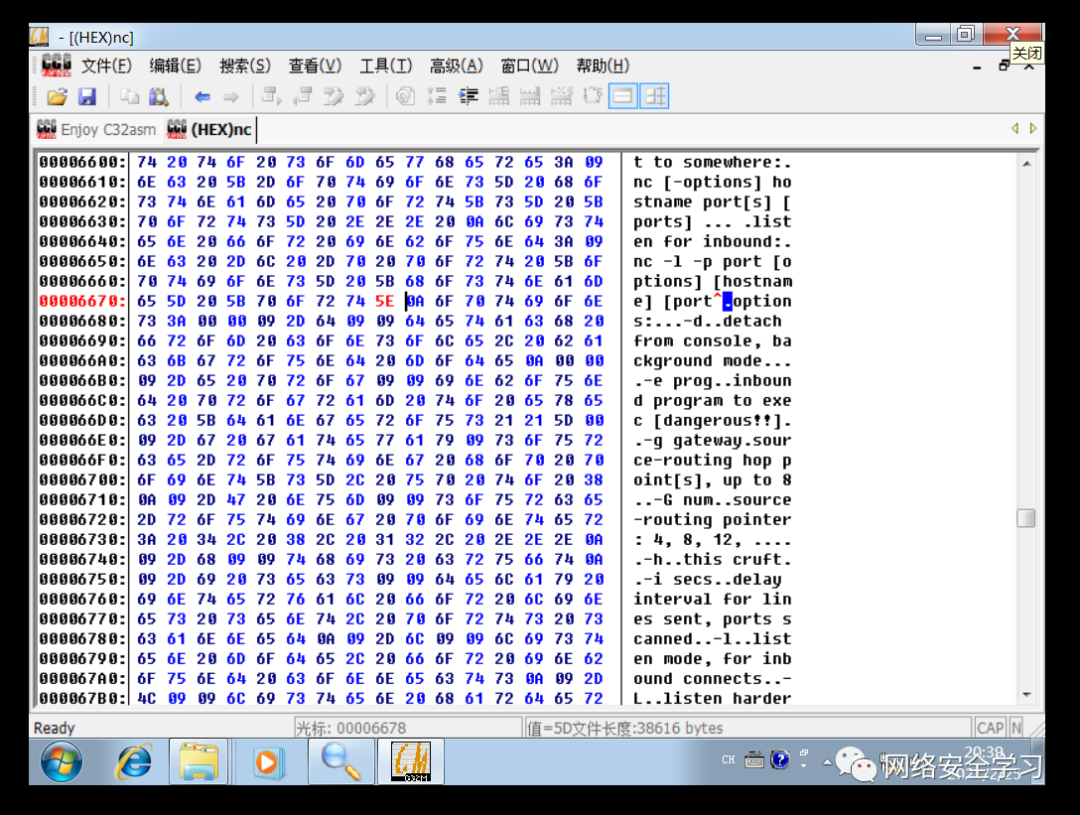 - [(HEX)nc]
关闭
文件(F) 编辑(E) 搜索(S) 查看(V) 工具(T) 高级(A) 窗口(W) 帮助(H)
Enjoy C32asm (HEX)nc
00006600: 74 20 74 6F 20 73 6F 6D 65 77 68 65 72 65 3A 09 t to somewhere:.
00006610: 6E 63 20 5B 2D 6F 70 74 69 6F 6E 73 5D 20 68 6F nc [-options] ho
00006620: 73 74 6E 61 6D 65 20 70 6F 72 74 5B 73 5D 20 5B stname port[s] [
00006630: 70 6F 72 74 73 5D 20 2E 2E 2E 20 0A 6C 69 73 74 ports] ... .list
00006640: 65 6E 20 66 6F 72 20 69 6E 62 6F 75 6E 64 3A 09 en for inbound:.
00006650: 6E 63 20 2D 6C 20 2D 70 20 70 6F 72 74 20 5B 6F nc -l -p port [o
00006660: 70 74 69 6F 6E 73 5D 20 5B 68 6F 73 74 6E 61 6D ptions] [hostnam
00006670: 65 5D 20 5B 70 6F 72 74 5E 0A 6F 70 74 69 6F 6E e] [port^.option
00006680: 73 3A 00 00 09 2D 64 09 09 64 65 74 61 63 68 20 s:...-d..detach
00006690: 66 72 6F 6D 20 63 6F 6E 73 6F 6C 65 2C 20 62 61 from console, ba
000066A0: 63 6B 67 72 6F 75 6E 64 20 6D 6F 64 65 0A 00 00 ckground mode...
000066B0: 09 2D 65 20 70 72 6F 67 09 09 69 6E 62 6F 75 6E .-e prog..inboun
000066C0: 64 20 70 72 6F 67 72 61 6D 20 74 6F 20 65 78 65 d program to exe
000066D0: 63 20 5B 64 61 6E 67 65 72 6F 75 73 21 21 5D 00 c [dangerous!!].
000066E0: 09 2D 67 20 67 61 74 65 77 61 79 09 73 6F 75 72 .-g gateway.sour
000066F0: 63 65 2D 72 6F 75 74 69 6E 67 20 68 6F 70 20 70 ce-routing hop p
00006700: 6F 69 6E 74 5B 73 5D 2C 20 75 70 20 74 6F 20 38 oint[s], up to 8
00006710: 0A 09 2D 47 20 6E 75 6D 09 09 73 6F 75 72 63 65 ..-G num..source
00006720: 2D 72 6F 75 74 69 6E 67 20 70 6F 69 6E 74 65 72 -routing pointer
00006730: 3A 20 34 2C 20 38 2C 20 31 32 2C 20 2E 2E 2E 0A : 4, 8, 12, ....
00006740: 09 2D 68 09 09 74 68 69 73 20 63 72 75 66 74 0A .-h..this cruft.
00006750: 09 2D 69 20 73 65 63 73 09 09 64 65 6C 61 79 20 .-i secs..delay
00006760: 69 6E 74 65 72 76 61 6C 20 66 6F 72 20 6C 69 6E interval for lin
00006770: 65 73 20 73 65 6E 74 2C 20 70 6F 72 74 73 20 73 es sent, ports s
00006780: 63 61 6E 6E 65 64 0A 09 2D 6C 09 09 6C 69 73 74 canned..-l..list
00006790: 65 6E 20 6D 6F 64 65 2C 20 66 6F 72 20 69 6E 62 en mode, for inb
000067A0: 6F 75 6E 64 20 63 6F 6E 6E 65 63 74 73 0A 09 2D ound connects..-
000067B0: 4C 09 09 6C 69 73 74 65 6E 20 68 61 72 64 65 72 L..listen harder
Ready 光标: 00006678 值=5D文件长度:38616 bytes CAP N
CH 20:39
网络安全学习